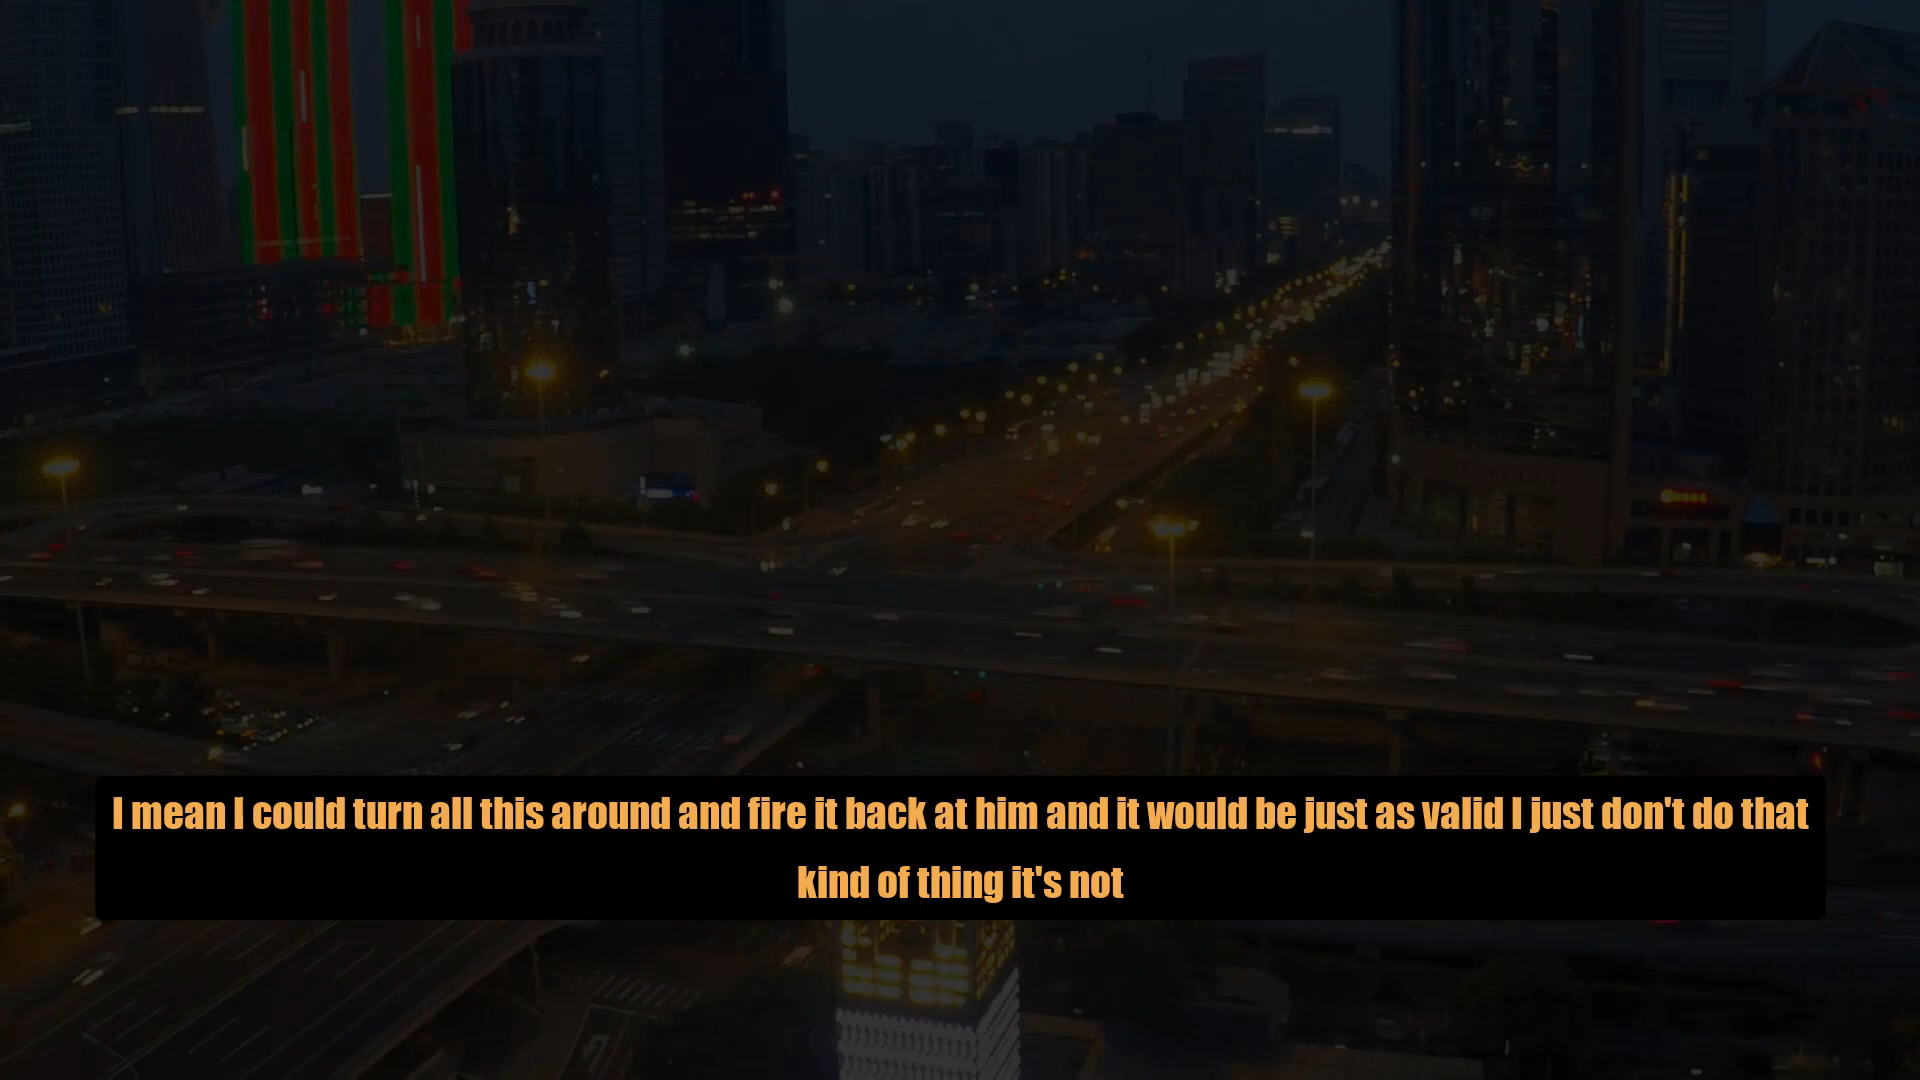 I mean I could turn all this around and fire it back at him and it would be just as valid I just don't do that
kind of thing it's not